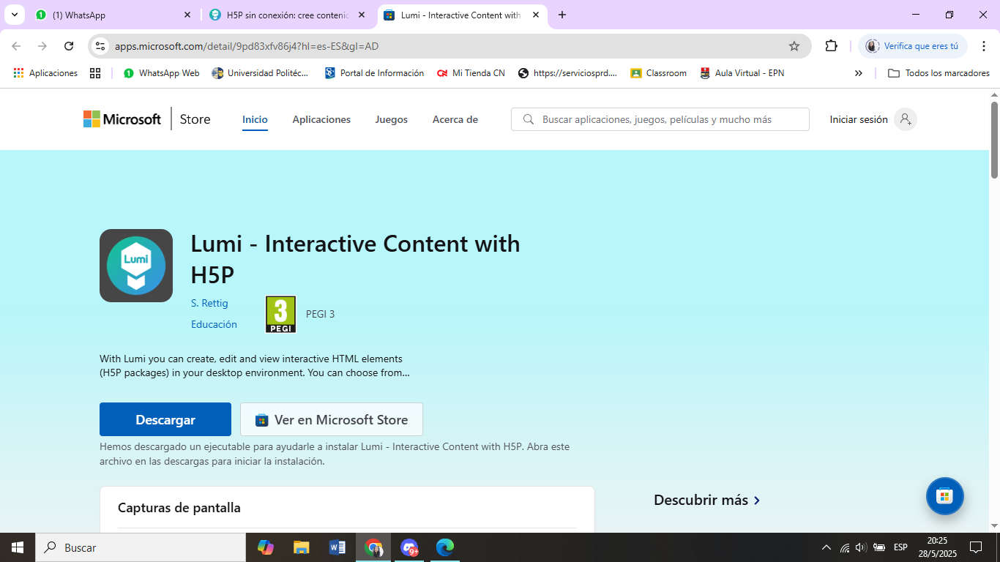 (1) WhatsApp
H5P sin conexión: cree contenid
Lumi - Interactive Content with
apps.microsoft.com/detail/9pd83xfv86j4?hl=es-ES&gl=AD
Verifica que eres tú
Aplicaciones
1 WhatsApp Web
Universidad Politéc...
Portal de Información
CN Mi Tienda CN
https://serviciosprd....
Classroom
Aula Virtual - EPN
Todos los marcadores
Microsoft
Store
Inicio
Aplicaciones
Juegos
Acerca de
Buscar aplicaciones, juegos, películas y mucho más
Iniciar sesión
Lumi
Lumi - Interactive Content with
H5P
S. Rettig
Educación
3
PEGI
PEGI 3
With Lumi you can create, edit and view interactive HTML elements
(H5P packages) in your desktop environment. You can choose from...
Descargar
Ver en Microsoft Store
Hemos descargado un ejecutable para ayudarle a instalar Lumi - Interactive Content with H5P. Abra este
archivo en las descargas para iniciar la instalación.
Capturas de pantalla
Descubrir más
Buscar
9+
ESP
20:25
28/5/2025